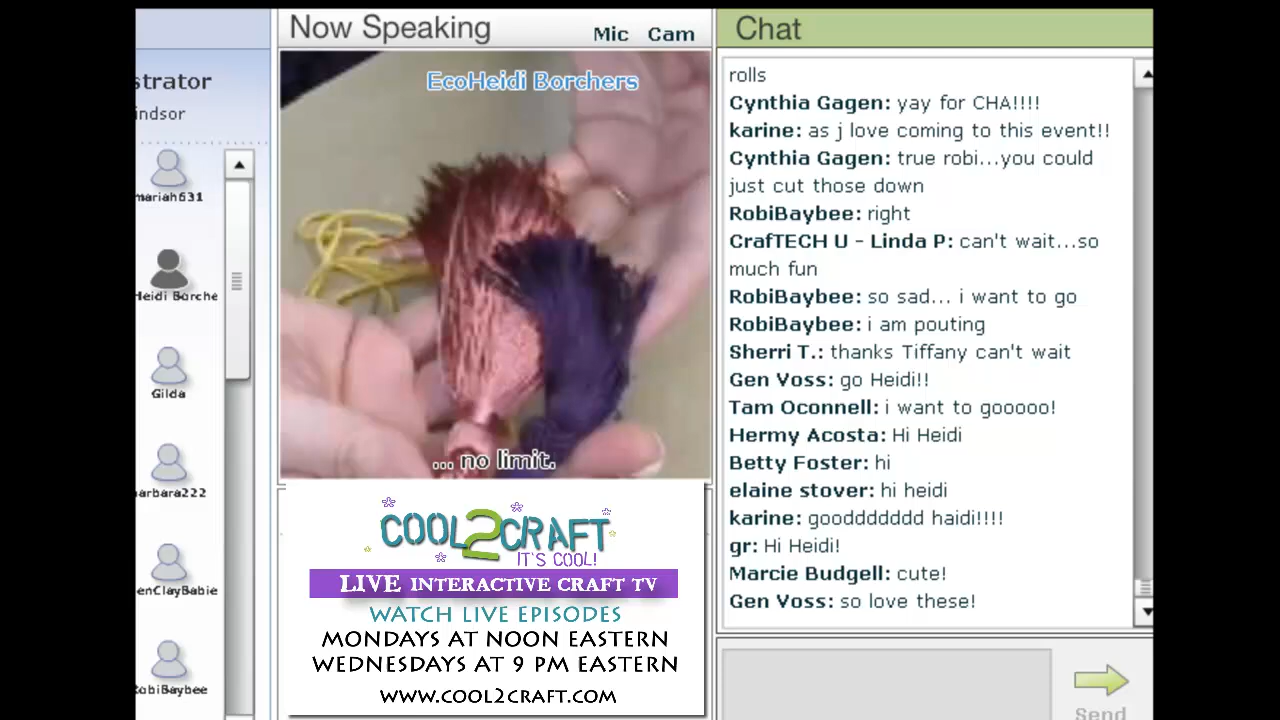 strator
indsor
mariah631
Heidi Borche
Gilda
arbara222
enClayBabie
RobiBaybee
Now Speaking
Mic Cam
EcoHeidi Borchers
... no limit.
COOL2CRAFT
IT'S COOL!
LIVE INTERACTIVE CRAFT TV
WATCH LIVE EPISODES
MONDAYS AT NOON EASTERN
WEDNESDAYS AT 9 PM EASTERN
WWW.COOL2CRAFT.COM
Chat
rolls
Cynthia Gagen: yay for CHA!!!!
karine: as j love coming to this event!!
Cynthia Gagen: true robi...you could
just cut those down
RobiBaybee: right
CrafTECH U - Linda P: can't wait...so
much fun
RobiBaybee: so sad... i want to go
RobiBaybee: i am pouting
Sherri T.: thanks Tiffany can't wait
Gen Voss: go Heidi!!
Tam Oconnell: i want to gooooo!
Hermy Acosta: Hi Heidi
Betty Foster: hi
elaine stover: hi heidi
karine: gooddddddd haidi!!!!
gr: Hi Heidi!
Marcie Budgell: cute!
Gen Voss: so love these!
Send